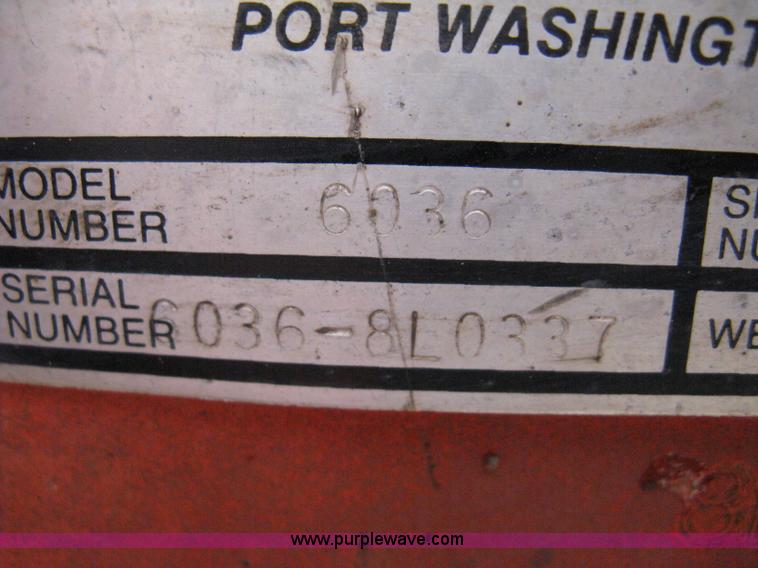 PORT WASHINGT
MODEL
NUMBER 6036
SERIAL
NUMBER 6036-8L0337
www.purplewave.com